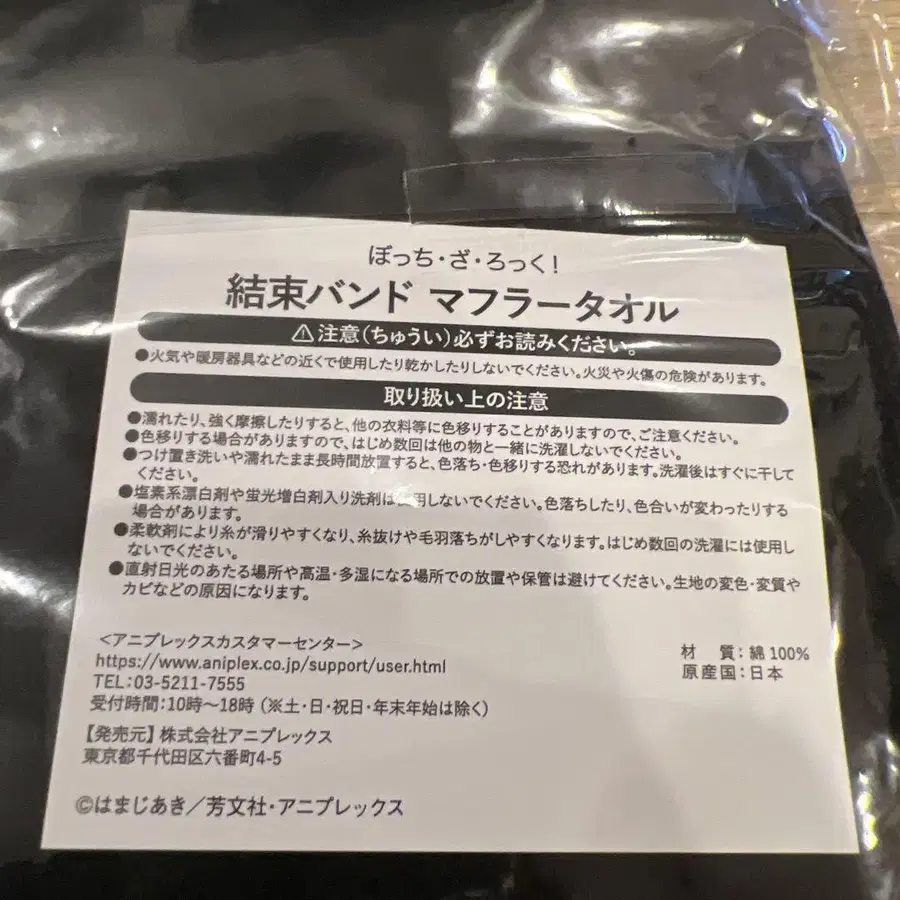 ぼっち・ざ・ろっく!
結束バンド マフラータオル
⚠注意(ちゅうい)必ずお読みください。
●火気や暖房器具などの近くで使用したり乾かしたりしないでください。火災や火傷の危険があります。
取り扱い上の注意
●濡れたり、強く摩擦したりすると、他の衣料等に色移りすることがありますので、ご注意ください。
●色移りする場合がありますので、はじめ数回は他の物と一緒に洗濯しないでください。
●つけ置き洗いや濡れたまま長時間放置すると、色落ち・色移りする恐れがあります。洗濯後はすぐに干して
ください。
●塩素系漂白剤や蛍光増白剤入り洗剤は使用しないでください。色落ちしたり、色合いが変わったりする
場合があります。
●柔軟剤により糸が滑りやすくなり、糸抜けや毛羽落ちがしやすくなります。はじめ数回の洗濯には使用し
ないでください。
●直射日光のあたる場所や高温・多湿になる場所での放置や保管は避けてください。生地の変色・変質や
カビなどの原因になります。
<アニプレックスカスタマーセンター>
https://www.aniplex.co.jp/support/user.html
TEL:03-5211-7555
受付時間:10時〜18時(※土・日・祝日・年末年始は除く)
【発売元】株式会社アニプレックス
東京都千代田区六番町4-5
材 質:綿100%
原産国:日本
©はまじあき/芳文社・アニプレックス